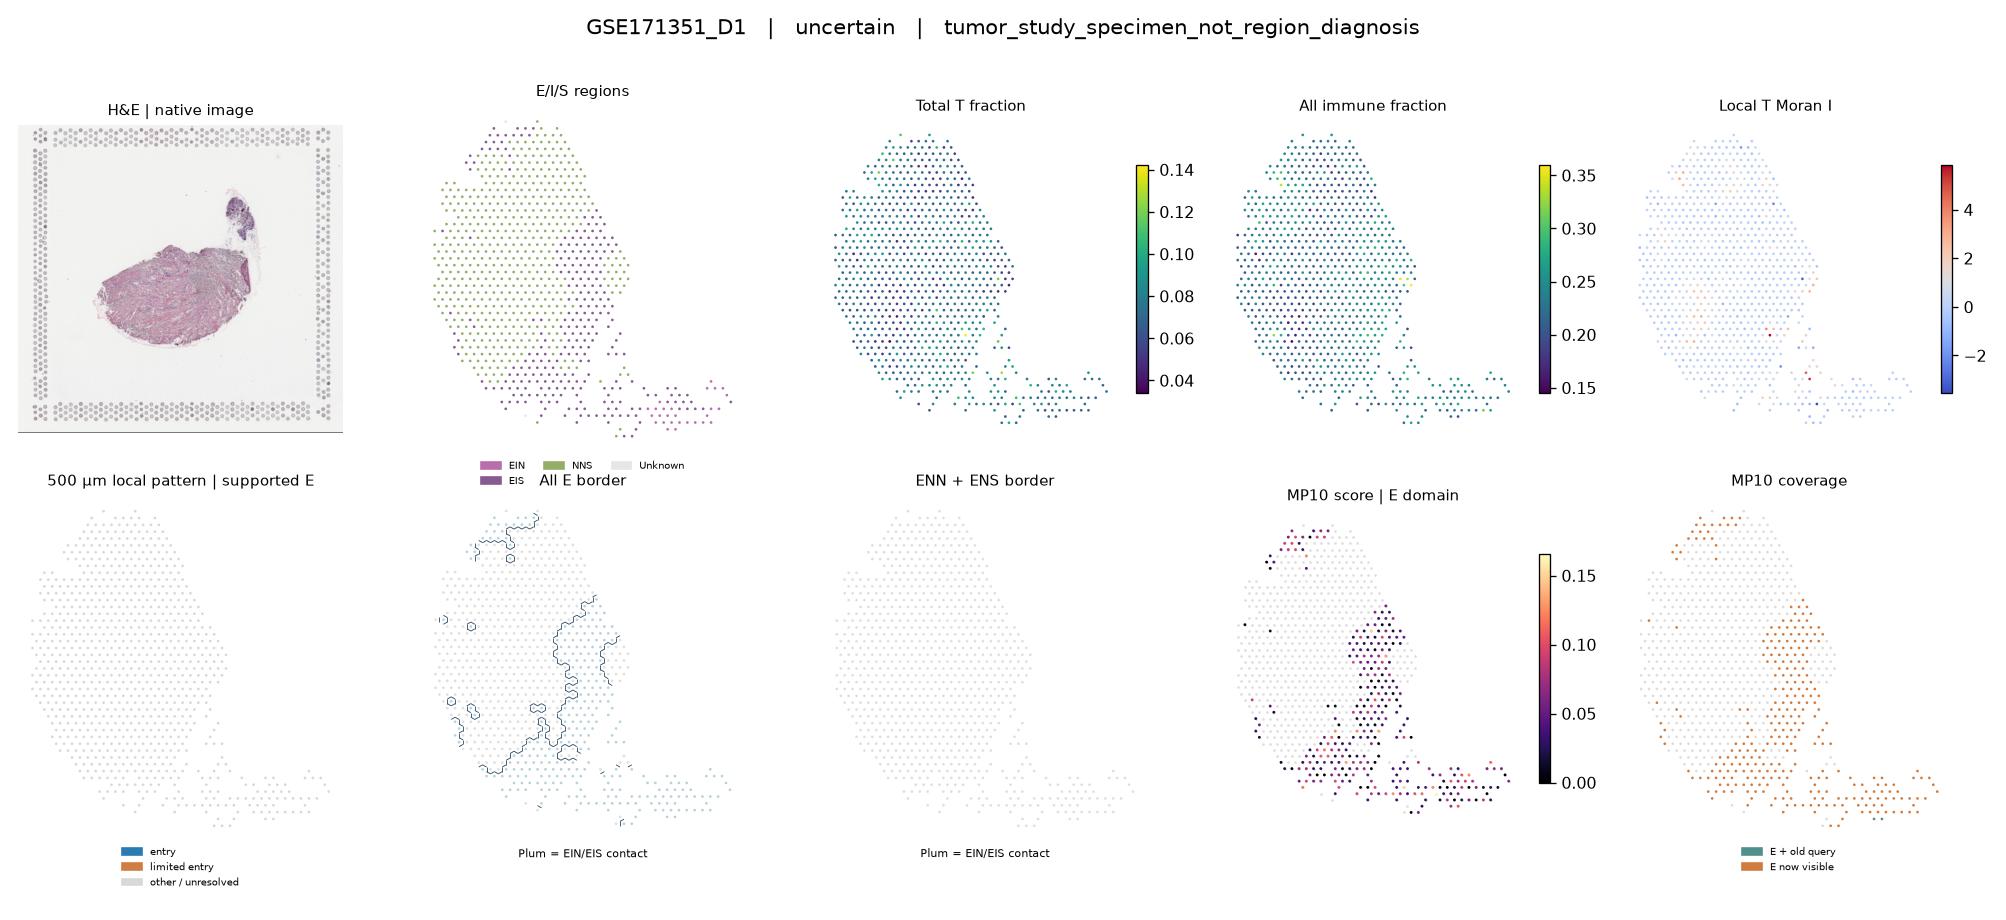 GSE171351_D1 | uncertain | tumor_study_specimen_not_region_diagnosis
H&E | native image
E/I/S regions
EIN
NNS
Unknown
EIS
Total T fraction
0.14
0.12
0.10
0.08
0.06
0.04
All immune fraction
0.35
0.30
0.25
0.20
0.15
Local T Moran I
4
2
0
−2
500 µm local pattern | supported E
entry
limited entry
other / unresolved
All E border
Plum = EIN/EIS contact
ENN + ENS border
Plum = EIN/EIS contact
MP10 score | E domain
0.15
0.10
0.05
0.00
MP10 coverage
E + old query
E now visible